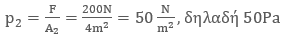 p₂ = F/A₂ = 200N/4m² = 50 N/m², δηλαδή 50Pa